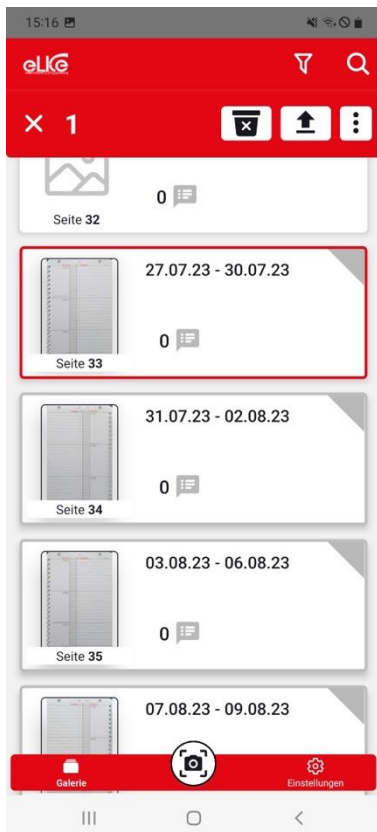 15:16
eLKe
1
0
Seite 32
27.07.23 - 30.07.23
0
Seite 33
31.07.23 - 02.08.23
0
Seite 34
03.08.23 - 06.08.23
0
Seite 35
07.08.23 - 09.08.23
Galerie
Einstellungen